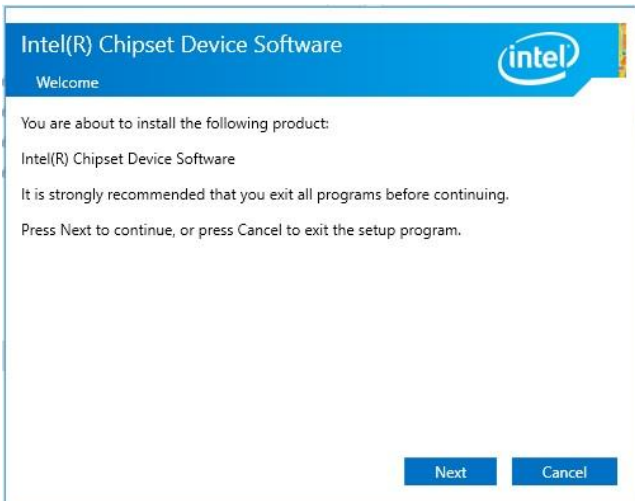 Intel(R) Chipset Device Software
intel
Welcome
You are about to install the following product:
Intel(R) Chipset Device Software
It is strongly recommended that you exit all programs before continuing.
Press Next to continue, or press Cancel to exit the setup program.
Next
Cancel